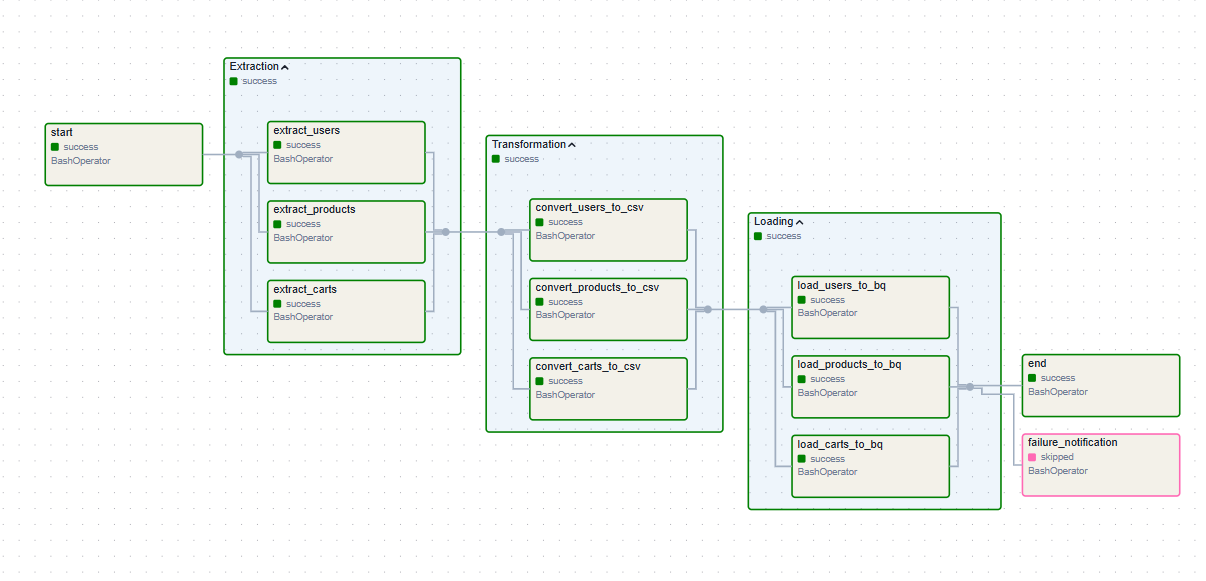 start
success
BashOperator
Extraction
success
extract_users
success
BashOperator
extract_products
success
BashOperator
extract_carts
success
BashOperator
Transformation
success
convert_users_to_csv
success
BashOperator
convert_products_to_csv
success
BashOperator
convert_carts_to_csv
success
BashOperator
Loading
success
load_users_to_bq
success
BashOperator
load_products_to_bq
success
BashOperator
load_carts_to_bq
success
BashOperator
end
success
BashOperator
failure_notification
skipped
BashOperator